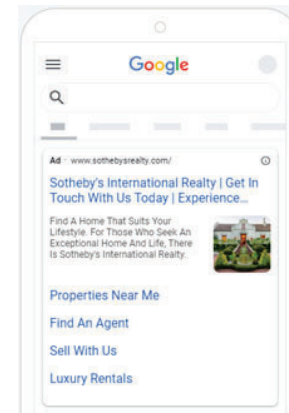 Google
Ad · www.sothebysrealty.com/
Sotheby's International Realty | Get In
Touch With Us Today | Experience...
Find A Home That Suits Your
Lifestyle. For Those Who Seek An
Exceptional Home And Life, There
Is Sotheby's International Realty.
Properties Near Me
Find An Agent
Sell With Us
Luxury Rentals